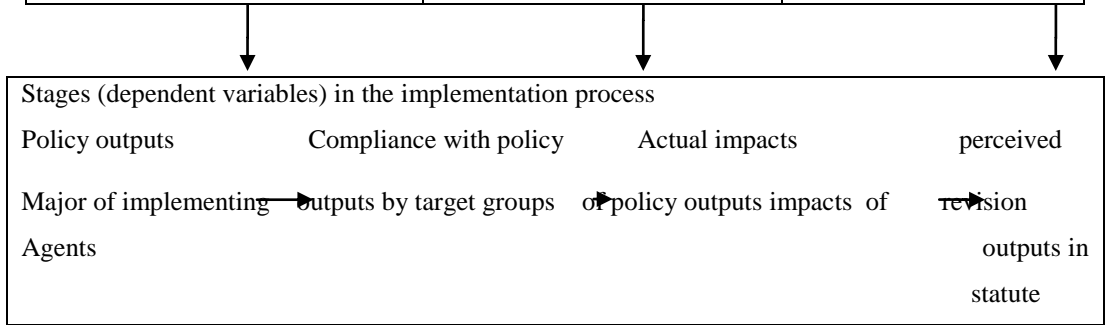 Stages (dependent variables) in the implementation process
Policy outputs Compliance with policy Actual impacts perceived
Major of implementing outputs by target groups of policy outputs impacts of revision
Agents outputs in
statute